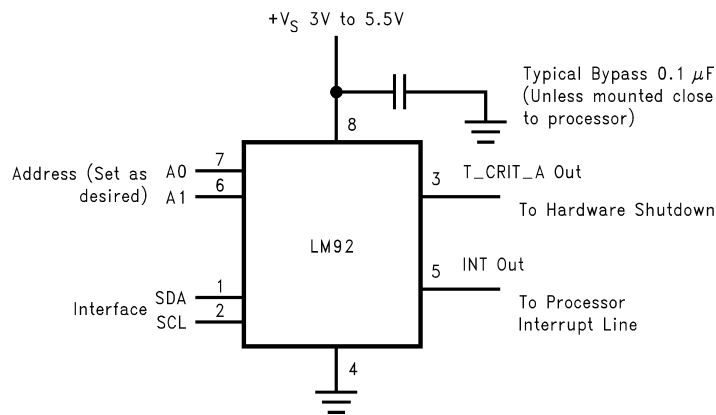 +VS 3V to 5.5V
Typical Bypass 0.1 μF
(Unless mounted close
to processor)
8
Address (Set as
desired)
A0
7
A1
6
3
T_CRIT_A Out
To Hardware Shutdown
LM92
5
INT Out
To Processor
Interrupt Line
Interface
SDA
1
SCL
2
4